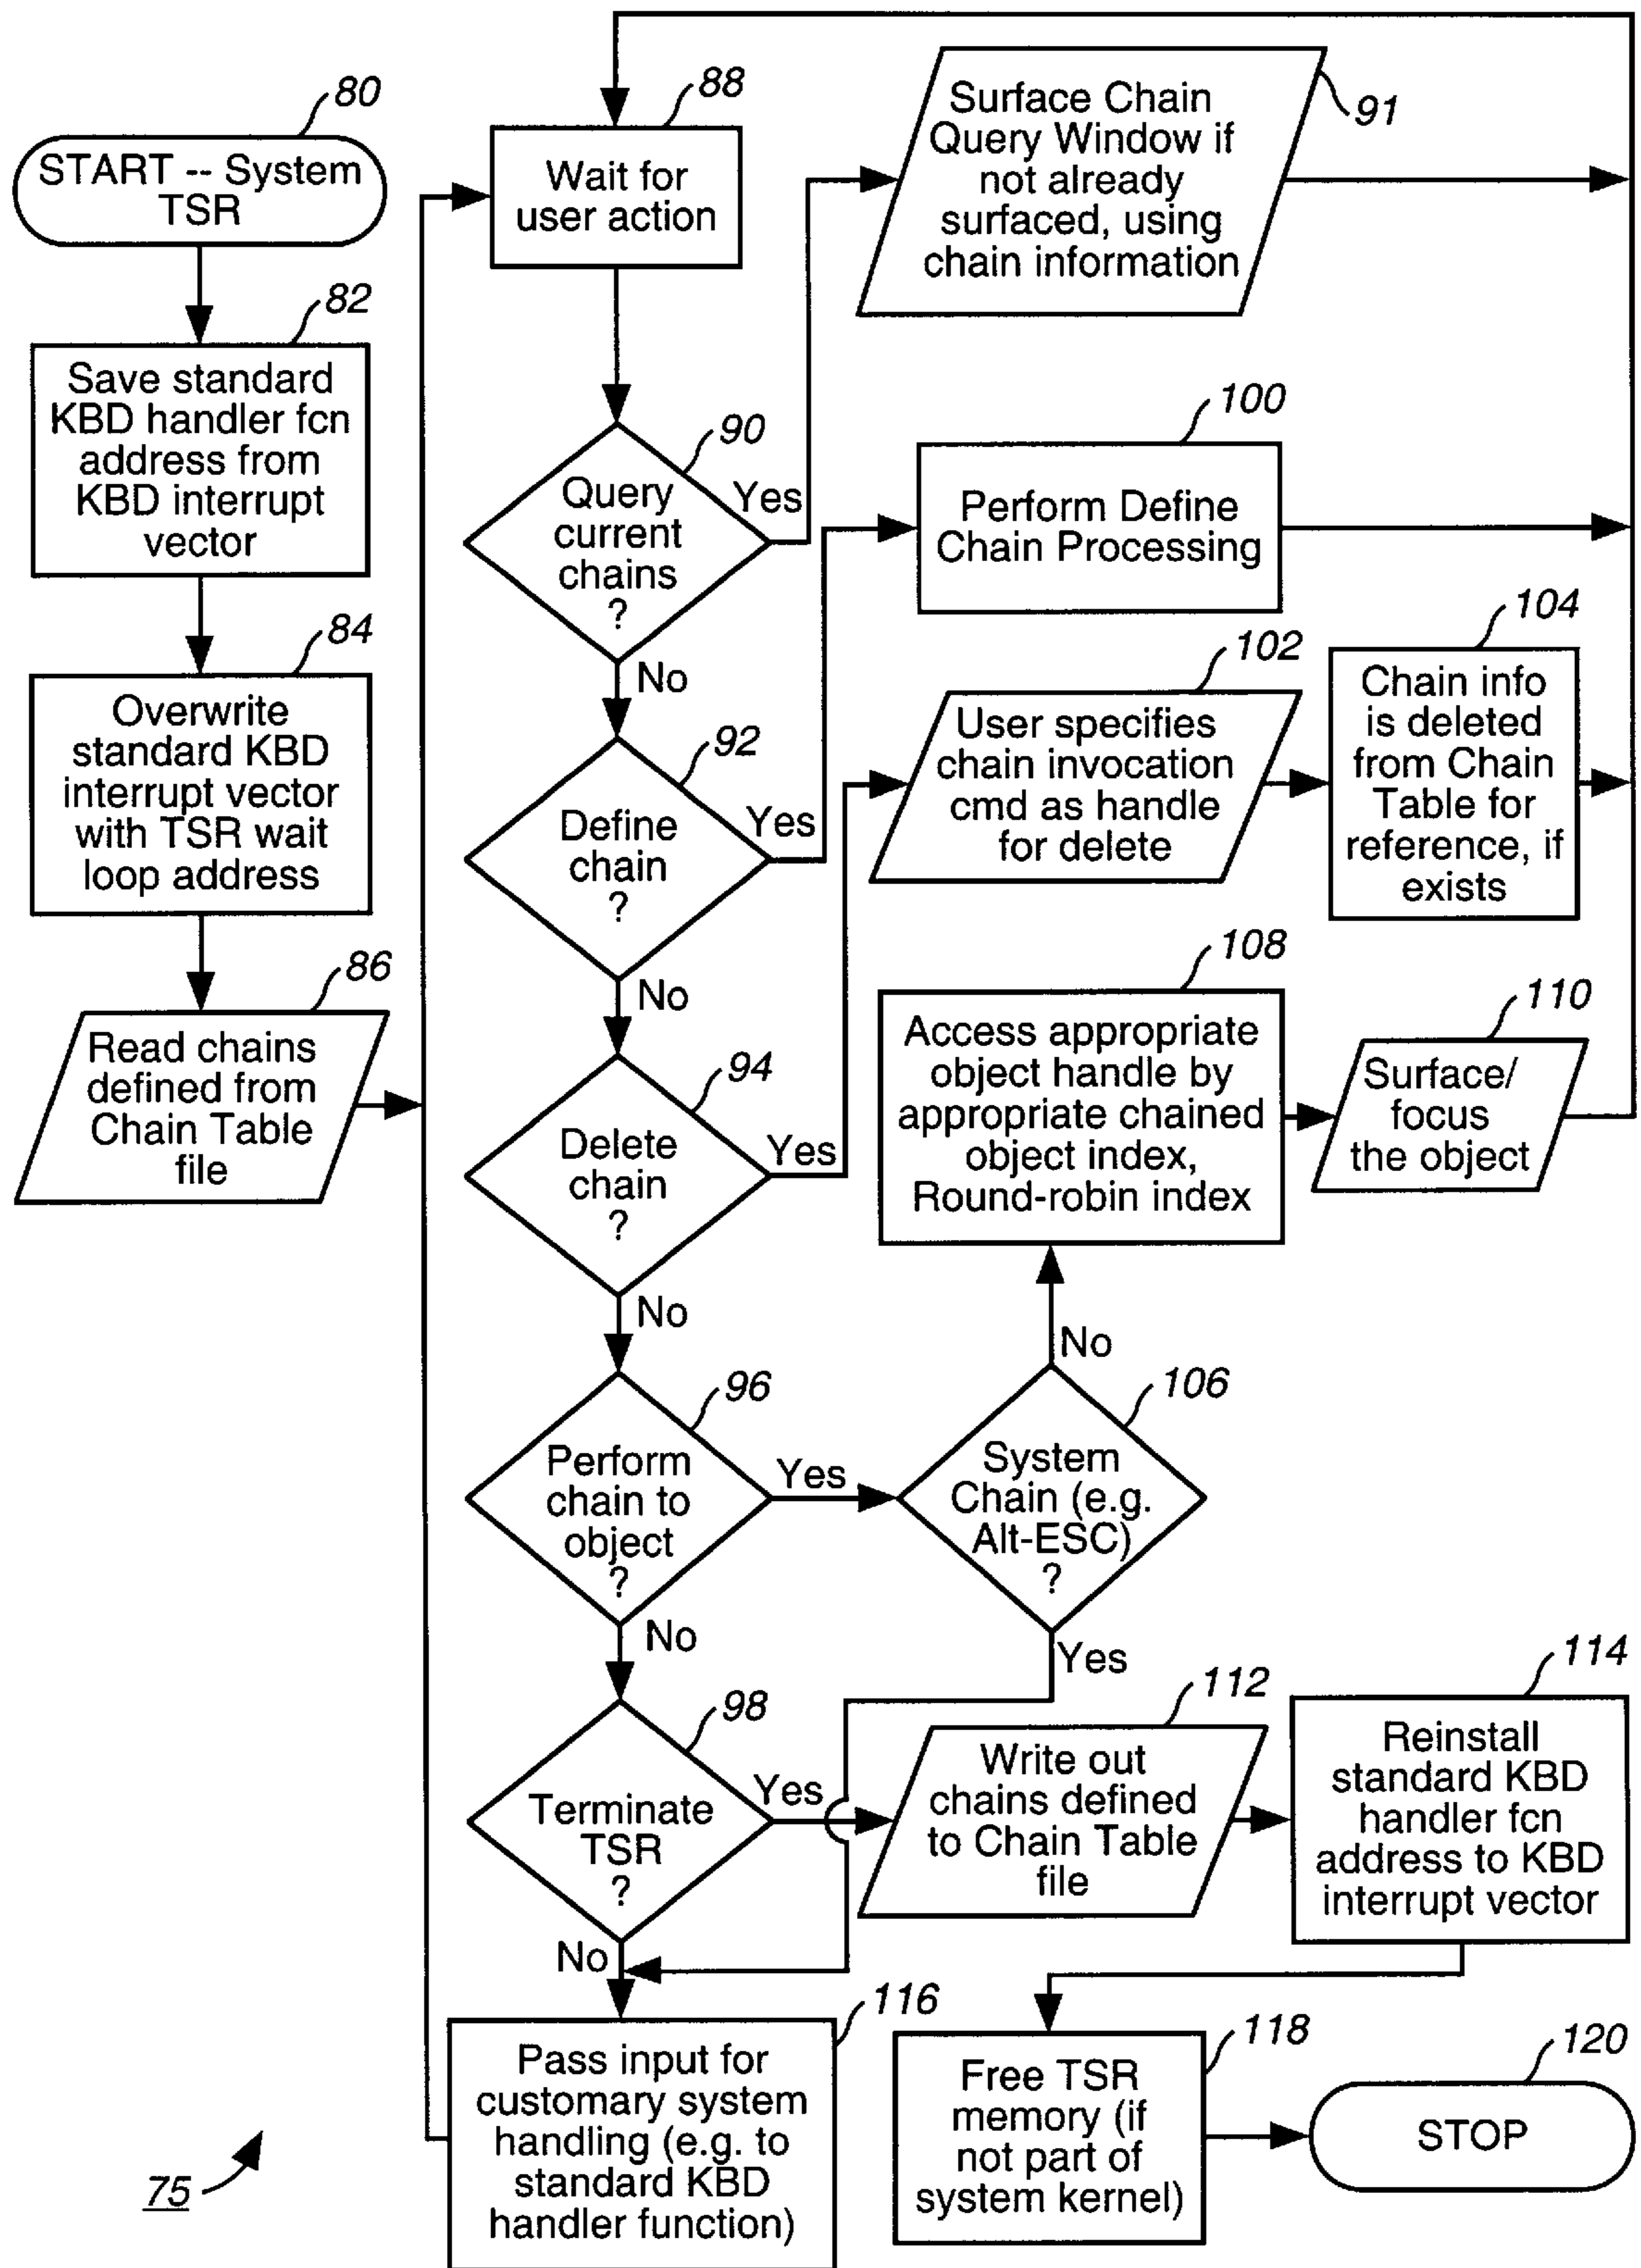 80
START -- System
TSR
82
Save standard
KBD handler fcn
address from
KBD interrupt
vector
84
Overwrite
standard KBD
interrupt vector
with TSR wait
loop address
86
Read chains
defined from
Chain Table
file
88
Wait for
user action
90
Query
current
chains
?
Yes
No
91
Surface Chain
Query Window if
not already
surfaced, using
chain information
92
Define
chain
?
Yes
No
100
Perform Define
Chain Processing
94
Delete
chain
?
Yes
No
102
User specifies
chain invocation
cmd as handle
for delete
104
Chain info
is deleted
from Chain
Table for
reference, if
exists
96
Perform
chain to
object
?
Yes
No
106
System
Chain (e.g.
Alt-ESC)
?
No
Yes
108
Access appropriate
object handle by
appropriate chained
object index,
Round-robin index
110
Surface/
focus
the object
98
Terminate
TSR
?
Yes
No
112
Write out
chains defined
to Chain Table
file
114
Reinstall
standard KBD
handler fcn
address to KBD
interrupt vector
116
Pass input for
customary system
handling (e.g. to
standard KBD
handler function)
118
Free TSR
memory (if
not part of
system kernel)
120
STOP
75